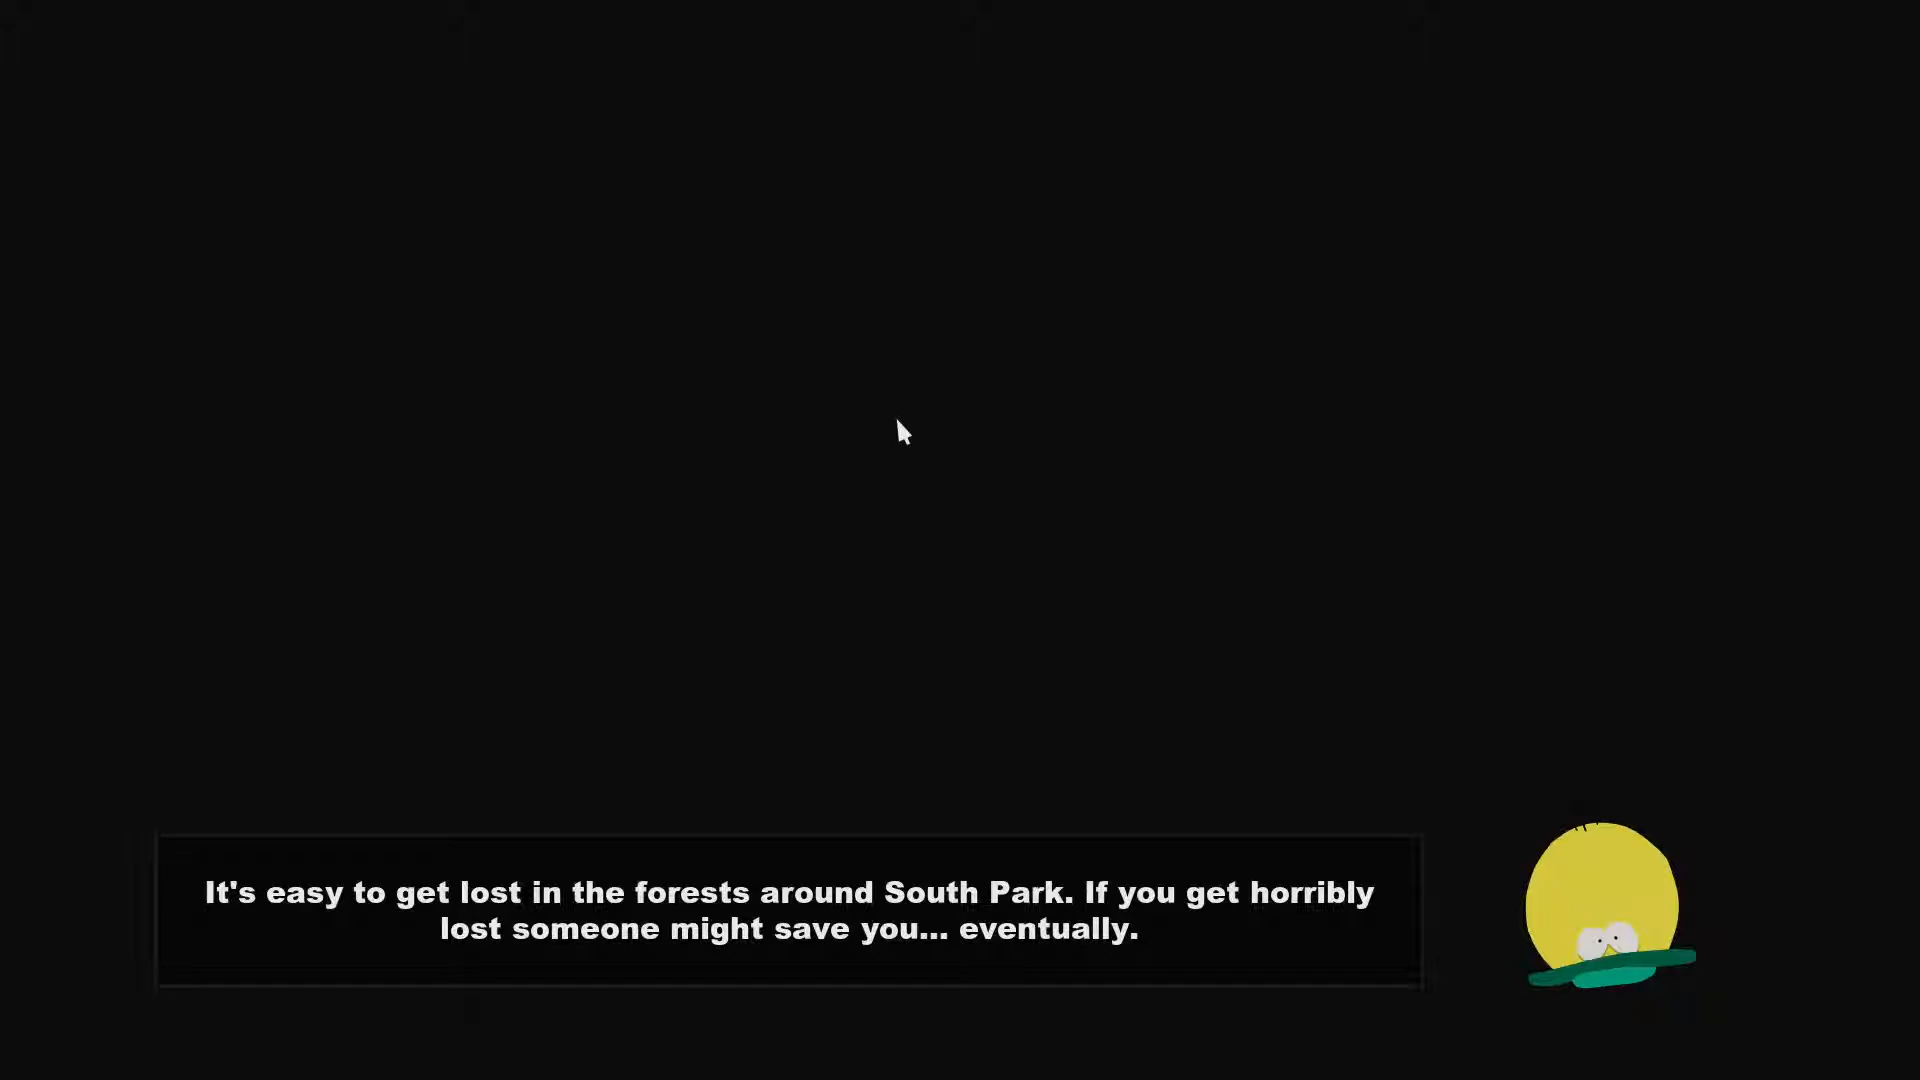 It's easy to get lost in the forests around South Park. If you get horribly
lost someone might save you... eventually.